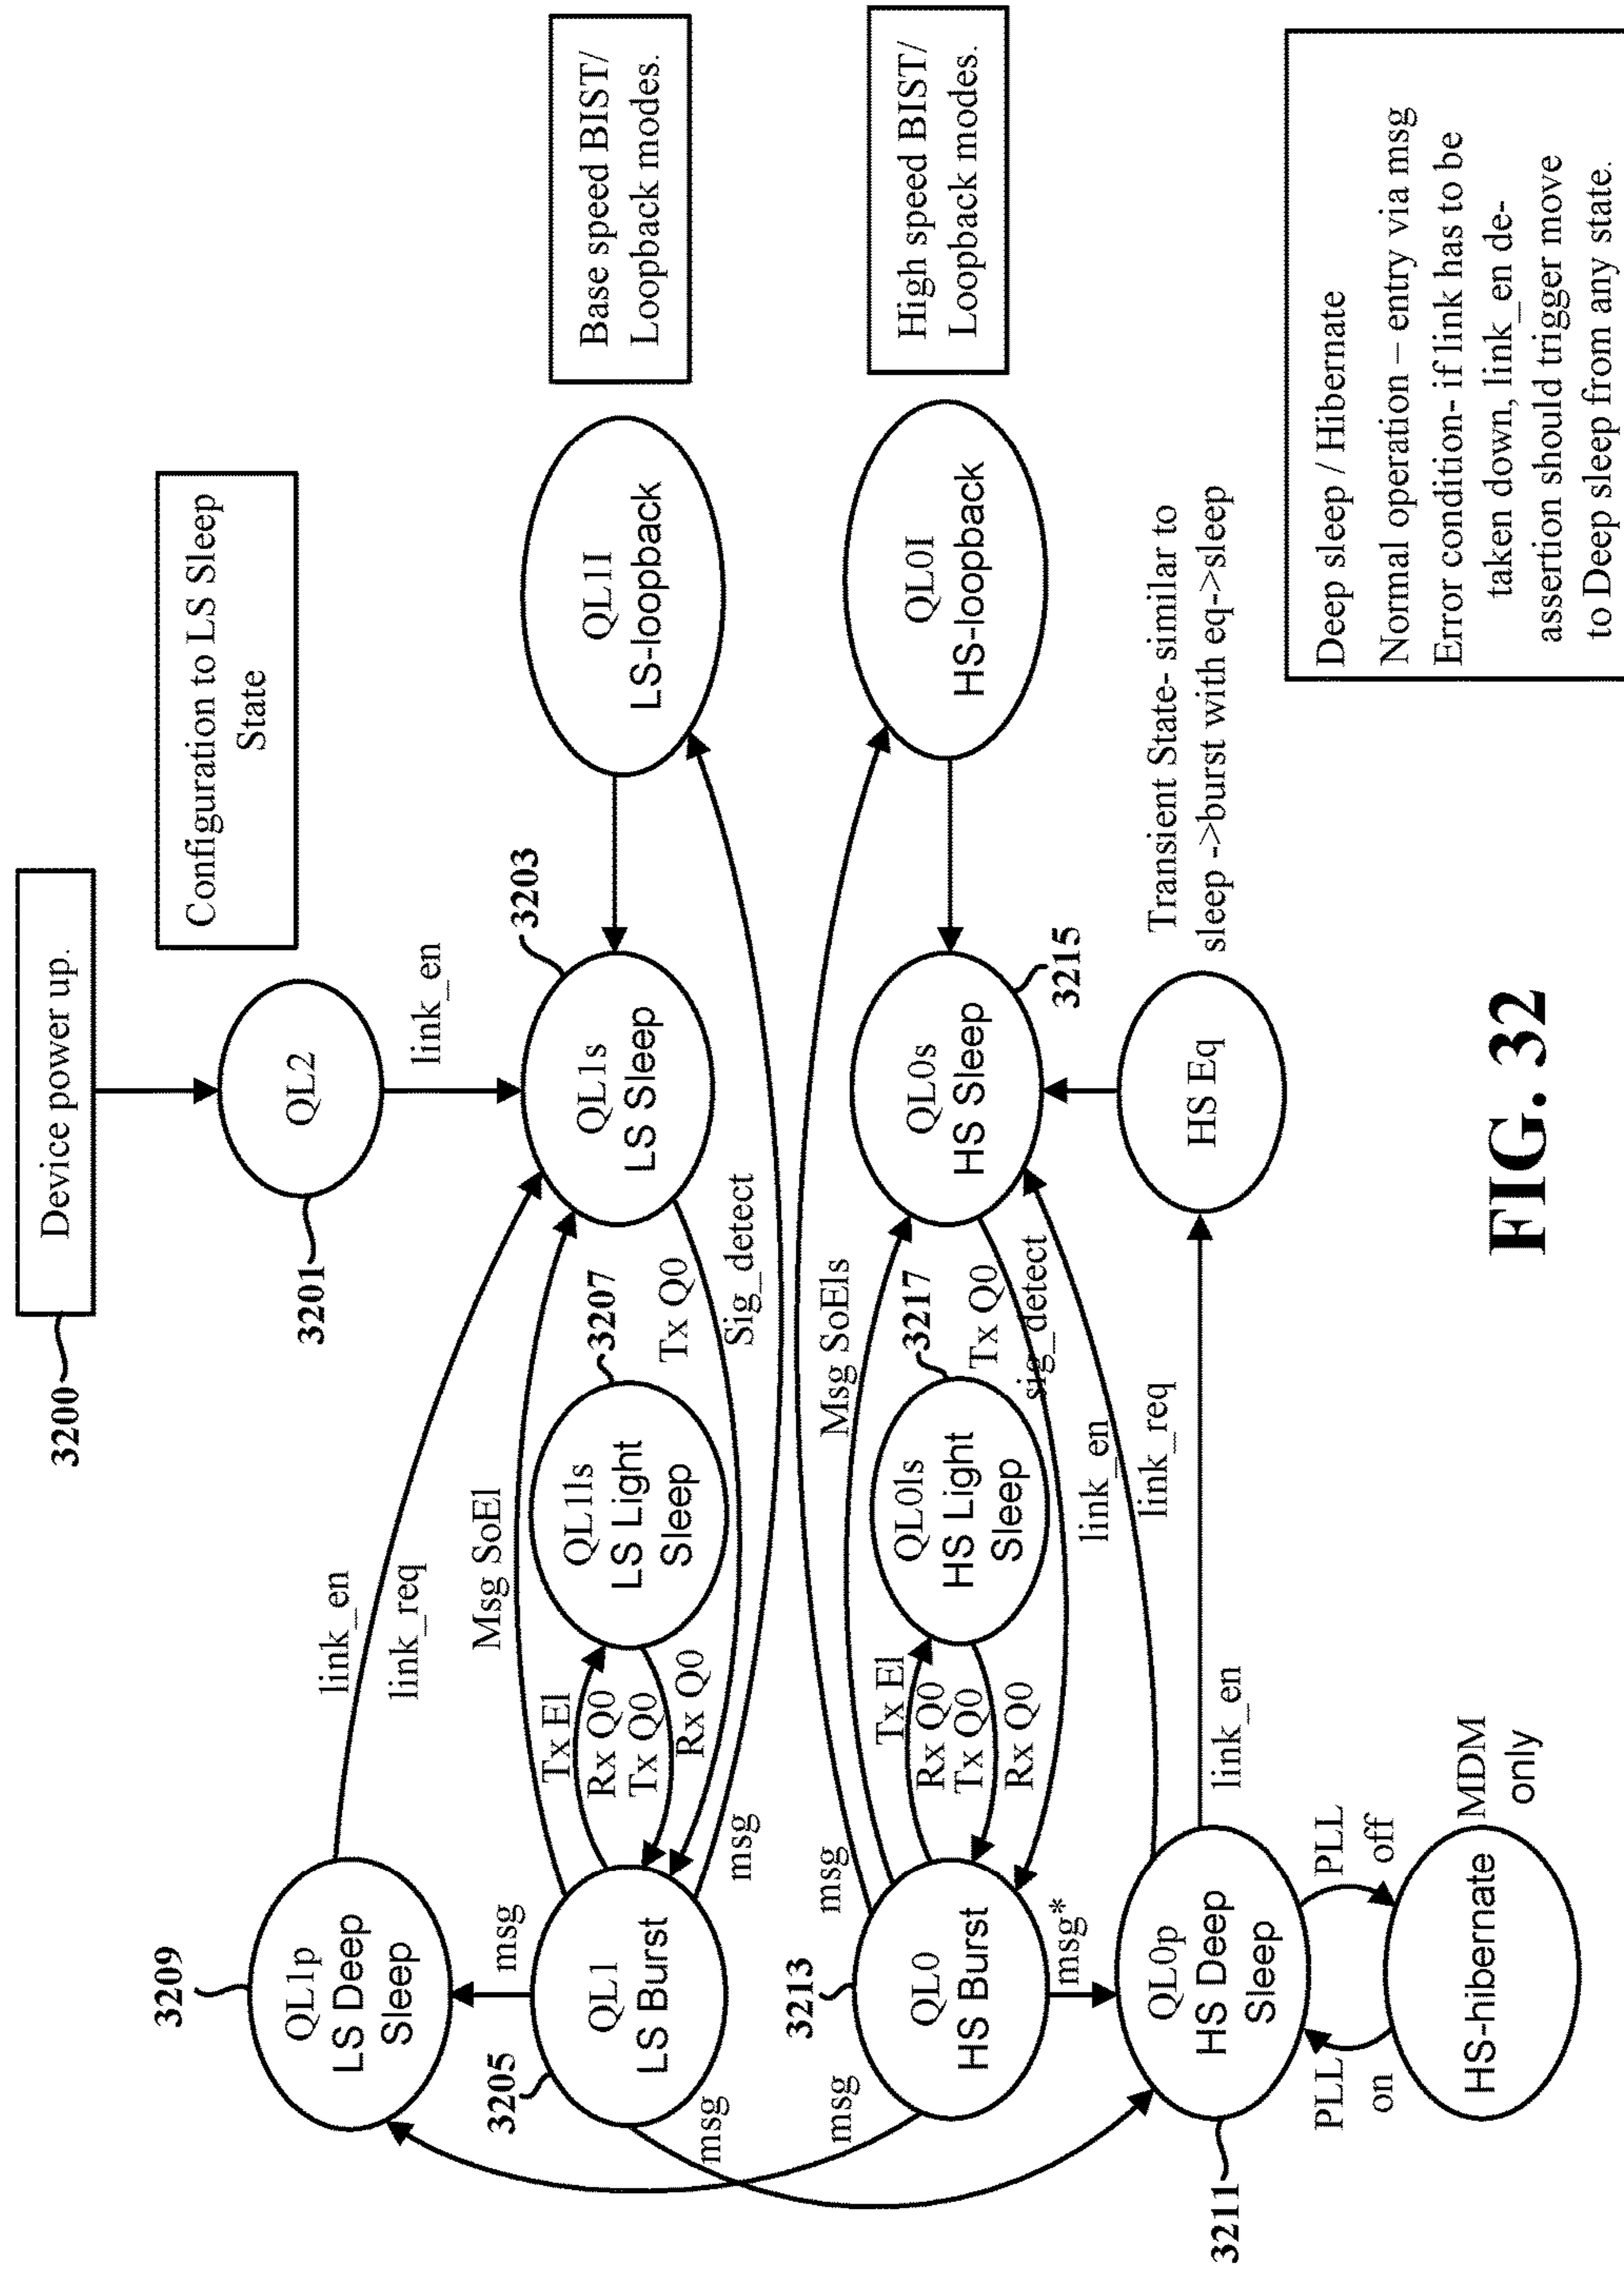 3200
Device power up.
Configuration to LS Sleep
State
3201
QL2
link_en
3209
QL1p
LS Deep
Sleep
link_en
link_req
msg
3205
QL1
LS Burst
Msg SoEl
Tx El
Rx Q0
Tx Q0
Rx Q0
QL1ls
LS Light
Sleep
3207
Tx Q0
Sig_detect
3203
QL1s
LS Sleep
QL1I
LS-loopback
Base speed BIST/
Loopback modes.
msg
msg
msg
msg
3213
QL0
HS Burst
Msg SoEls
Tx El
Rx Q0
Tx Q0
Rx Q0
QL0ls
HS Light
Sleep
3217
Tx Q0
sig_detect
QL0s
HS Sleep
3215
QL0I
HS-loopback
High speed BIST/
Loopback modes.
msg*
link_en
link_req
3211
QL0p
HS Deep
Sleep
link_en
HS Eq
Transient State- similar to
sleep ->burst with eq->sleep
PLL
on
PLL
off
HS-hibernate
MDM
only
Deep sleep / Hibernate
Normal operation – entry via msg
Error condition- if link has to be
taken down, link_en de-
assertion should trigger move
to Deep sleep from any state.
FIG. 32